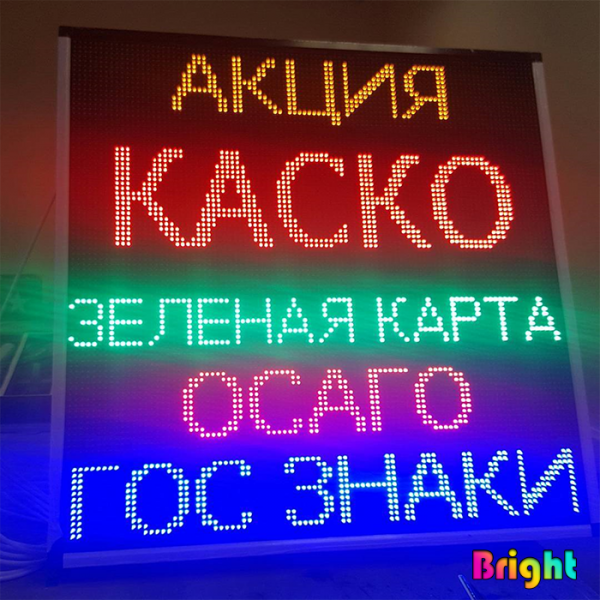 АКЦИЯ
КАСКО
ЗЕЛЕНАЯ КАРТА
ОСАГО
ГОС ЗНАКИ
Bright